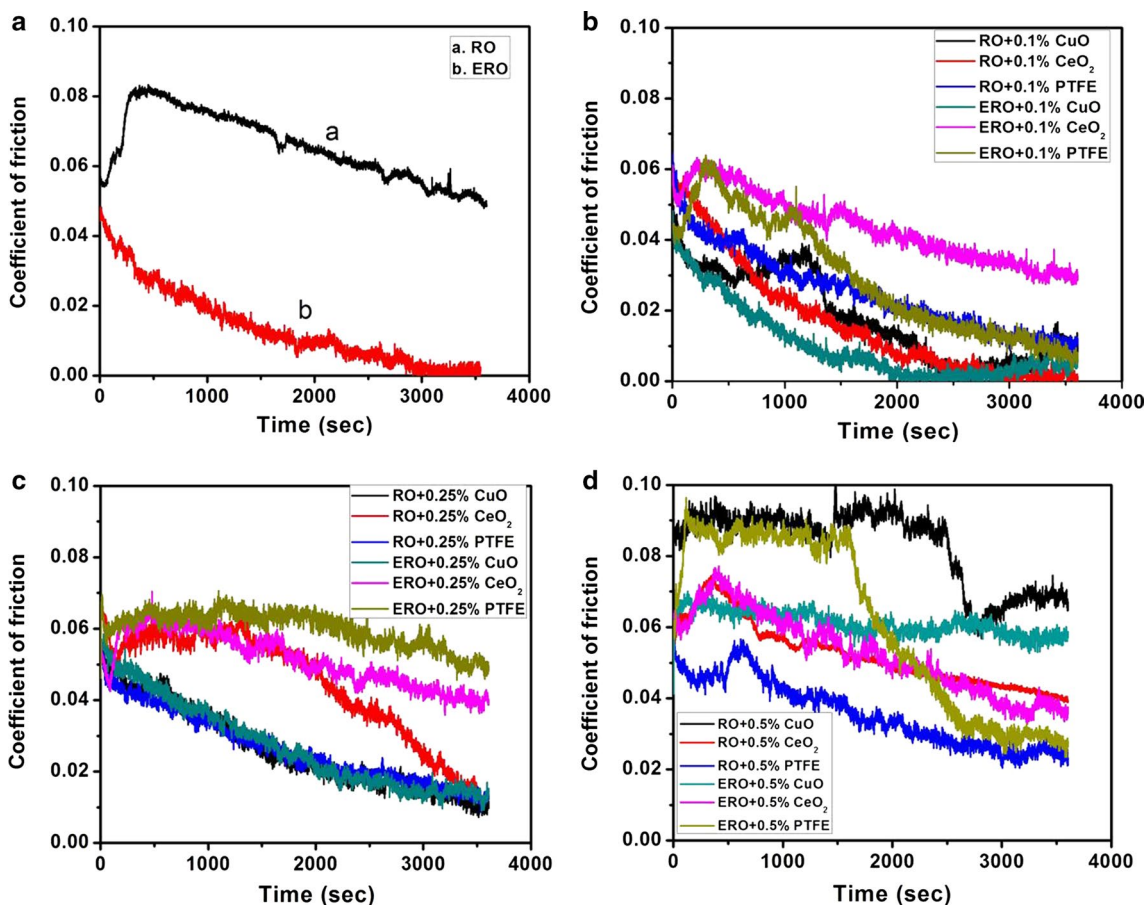 a
0.10
0.08
0.06
0.04
0.02
0.00
Coefficient of friction
a. RO
b. ERO
a
b
0
1000
2000
3000
4000
Time (sec)
b
0.10
0.08
0.06
0.04
0.02
0.00
Coefficient of friction
RO+0.1% CuO
RO+0.1% CeO2
RO+0.1% PTFE
ERO+0.1% CuO
ERO+0.1% CeO2
ERO+0.1% PTFE
0
1000
2000
3000
4000
Time (sec)
c
0.10
0.08
0.06
0.04
0.02
0.00
Coefficient of friction
RO+0.25% CuO
RO+0.25% CeO2
RO+0.25% PTFE
ERO+0.25% CuO
ERO+0.25% CeO2
ERO+0.25% PTFE
0
1000
2000
3000
4000
Time (sec)
d
0.10
0.08
0.06
0.04
0.02
0.00
Coefficient of friction
RO+0.5% CuO
RO+0.5% CeO2
RO+0.5% PTFE
ERO+0.5% CuO
ERO+0.5% CeO2
ERO+0.5% PTFE
0
1000
2000
3000
4000
Time (sec)